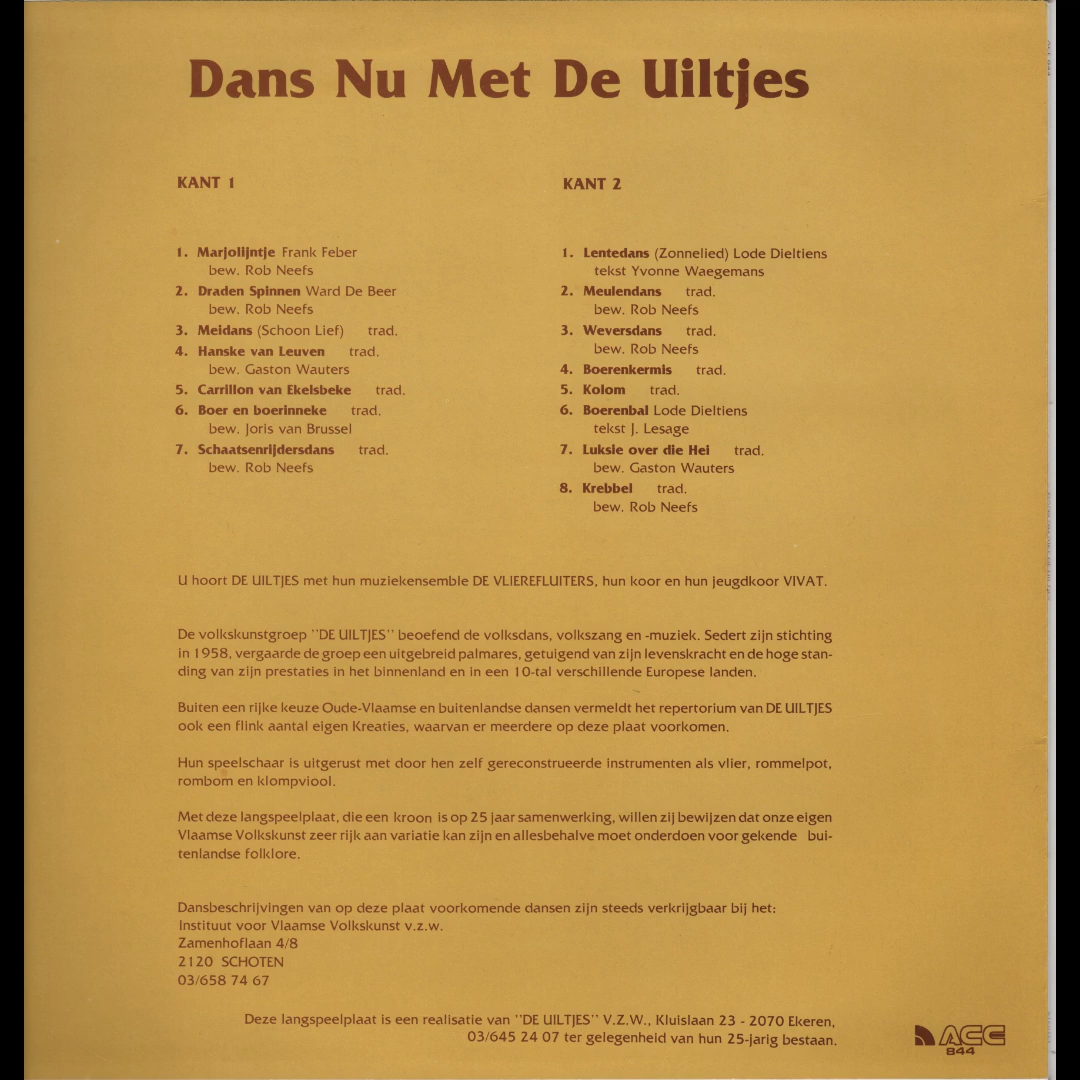 Dans Nu Met De Uiltjes
KANT 1
1. Marjolijntje Frank Feber
bew. Rob Neefs
2. Draden Spinnen Ward De Beer
bew. Rob Neefs
3. Meidans (Schoon Lief) trad.
4. Hanske van Leuven trad.
bew. Gaston Wauters
5. Carrillon van Ekelsbeke trad.
6. Boer en boerinneke trad.
bew. Joris van Brussel
7. Schaatsenrijdersdans trad.
bew. Rob Neefs
KANT 2
1. Lentedans (Zonnelied) Lode Dieltiens
tekst Yvonne Waegemans
2. Meulendans trad.
bew. Rob Neefs
3. Weversdans trad.
bew. Rob Neefs
4. Boerenkermis trad.
5. Kolom trad.
6. Boerenbal Lode Dieltiens
tekst J. Lesage
7. Luksie over die Hei trad.
bew. Gaston Wauters
8. Krebbel trad.
bew. Rob Neefs
U hoort DE UILTJES met hun muziekensemble DE VLIEREFLUITERS, hun koor en hun jeugdkoor VIVAT.
De volkskunstgroep "DE UILTJES" beoefend de volksdans, volkszang en -muziek. Sedert zijn stichting
in 1958, vergaarde de groep een uitgebreid palmares, getuigend van zijn levenskracht en de hoge stan-
ding van zijn prestaties in het binnenland en in een 10-tal verschillende Europese landen.
Buiten een rijke keuze Oude-Vlaamse en buitenlandse dansen vermeldt het repertorium van DE UILTJES
ook een flink aantal eigen Kreaties, waarvan er meerdere op deze plaat voorkomen.
Hun speelschaar is uitgerust met door hen zelf gereconstrueerde instrumenten als vlier, rommelpot,
rombom en klompviool.
Met deze langspeelplaat, die een kroon is op 25 jaar samenwerking, willen zij bewijzen dat onze eigen
Vlaamse Volkskunst zeer rijk aan variatie kan zijn en allesbehalve moet onderdoen voor gekende bui-
tenlandse folklore.
Dansbeschrijvingen van op deze plaat voorkomende dansen zijn steeds verkrijgbaar bij het:
Instituut voor Vlaamse Volkskunst v.z.w.
Zamenhoflaan 4/8
2120 SCHOTEN
03/658 74 67
Deze langspeelplaat is een realisatie van "DE UILTJES" V.Z.W., Kluislaan 23 - 2070 Ekeren,
03/645 24 07 ter gelegenheid van hun 25-jarig bestaan.
ACC
844